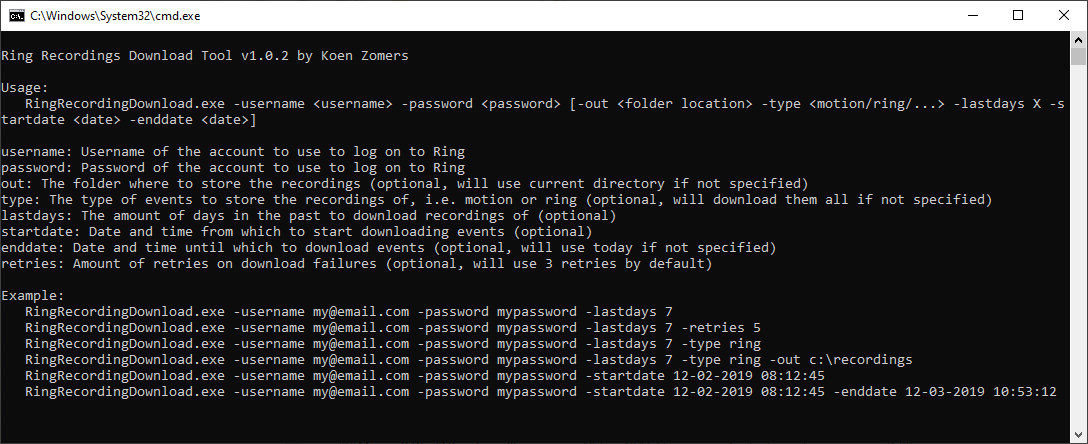 C:\Windows\System32\cmd.exe
Ring Recordings Download Tool v1.0.2 by Koen Zomers
Usage:
RingRecordingDownload.exe -username <username> -password <password> [-out <folder location> -type <motion/ring/...> -lastdays X -s
tartdate <date> -enddate <date>]
username: Username of the account to use to log on to Ring
password: Password of the account to use to log on to Ring
out: The folder where to store the recordings (optional, will use current directory if not specified)
type: The type of events to store the recordings of, i.e. motion or ring (optional, will download them all if not specified)
lastdays: The amount of days in the past to download recordings of (optional)
startdate: Date and time from which to start downloading events (optional)
enddate: Date and time until which to download events (optional, will use today if not specified)
retries: Amount of retries on download failures (optional, will use 3 retries by default)
Example:
RingRecordingDownload.exe -username my@email.com -password mypassword -lastdays 7
RingRecordingDownload.exe -username my@email.com -password mypassword -lastdays 7 -retries 5
RingRecordingDownload.exe -username my@email.com -password mypassword -lastdays 7 -type ring
RingRecordingDownload.exe -username my@email.com -password mypassword -lastdays 7 -type ring -out c:\recordings
RingRecordingDownload.exe -username my@email.com -password mypassword -startdate 12-02-2019 08:12:45
RingRecordingDownload.exe -username my@email.com -password mypassword -startdate 12-02-2019 08:12:45 -enddate 12-03-2019 10:53:12